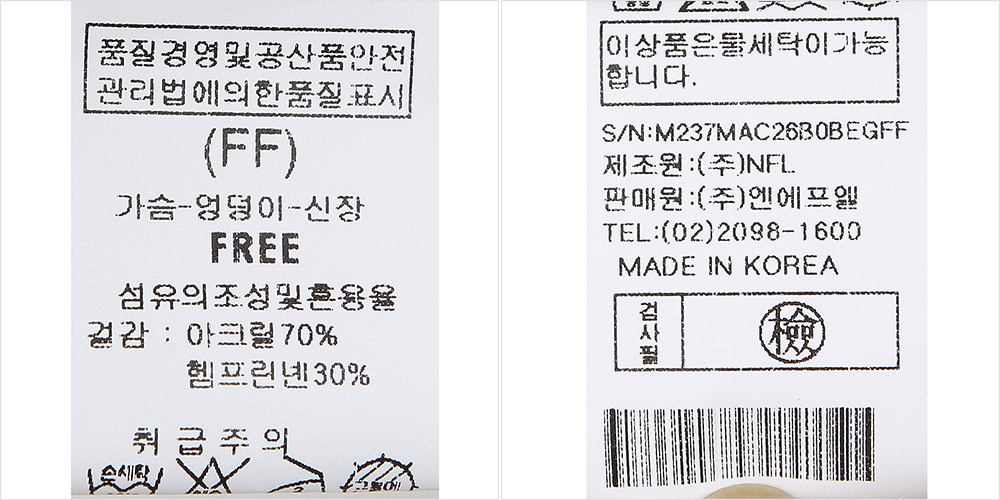 품질경영및공산품안전
관리법에의한품질표시
(FF)
가슴-엉덩이-신장
FREE
섬유의조성및혼용율
겉감 : 아크릴70%
헴프린넨30%
취급주의
손세탁
이상품은물세탁이가능
합니다.
S/N:M237MAC26B0BEGFF
제조원:(주)NFL
판매원:(주)엔에프엘
TEL:(02)2098-1600
MADE IN KOREA
검사필
檢